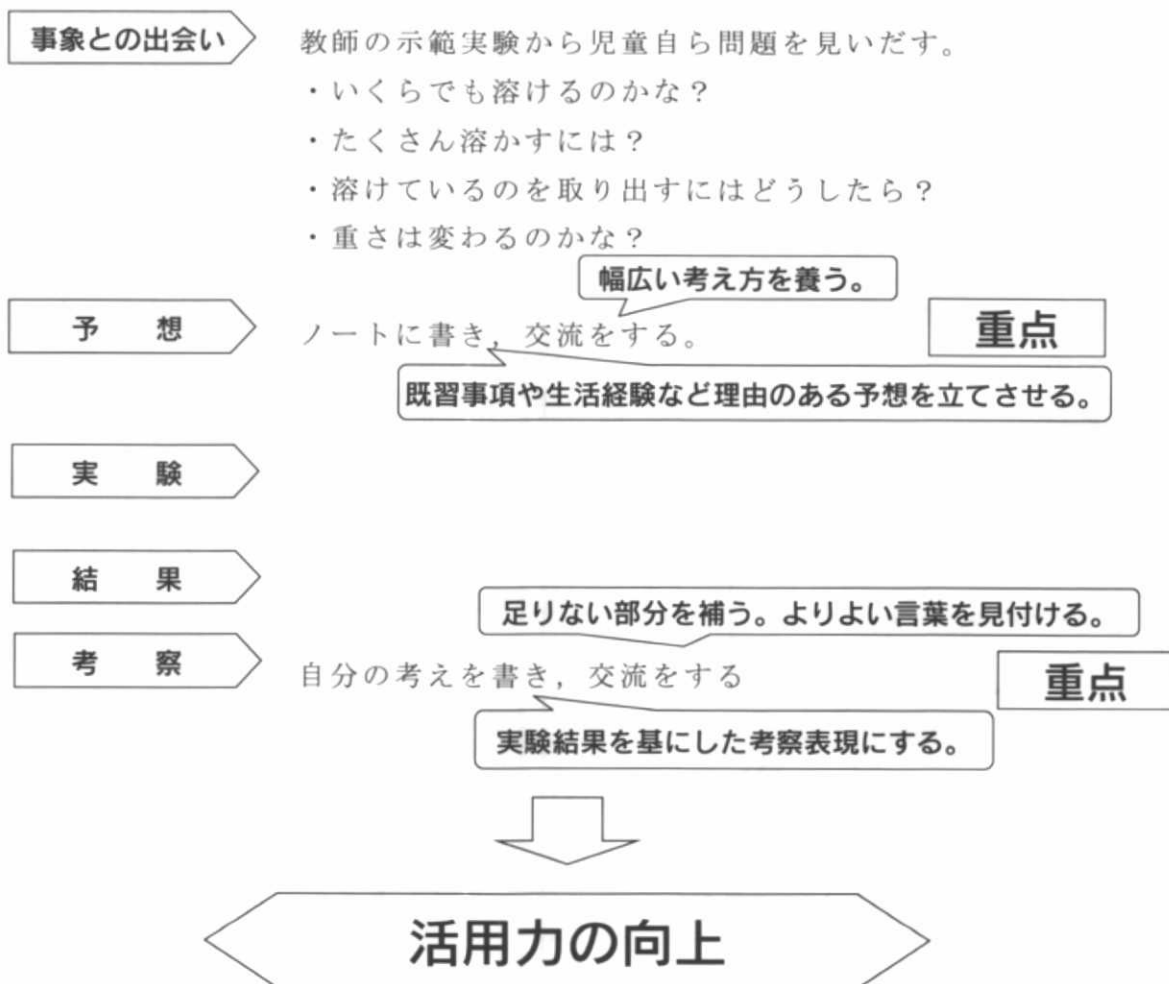 事象との出会い
教師の示範実験から児童自ら問題を見いだす。
・いくらでも溶けるのかな?
・たくさん溶かすには?
・溶けているのを取り出すにはどうしたら?
・重さは変わるのかな?
幅広い考え方を養う。
予 想
ノートに書き,交流をする。
重点
既習事項や生活経験など理由のある予想を立てさせる。
実 験
結 果
足りない部分を補う。よりよい言葉を見付ける。
考 察
自分の考えを書き,交流をする
重点
実験結果を基にした考察表現にする。
活用力の向上